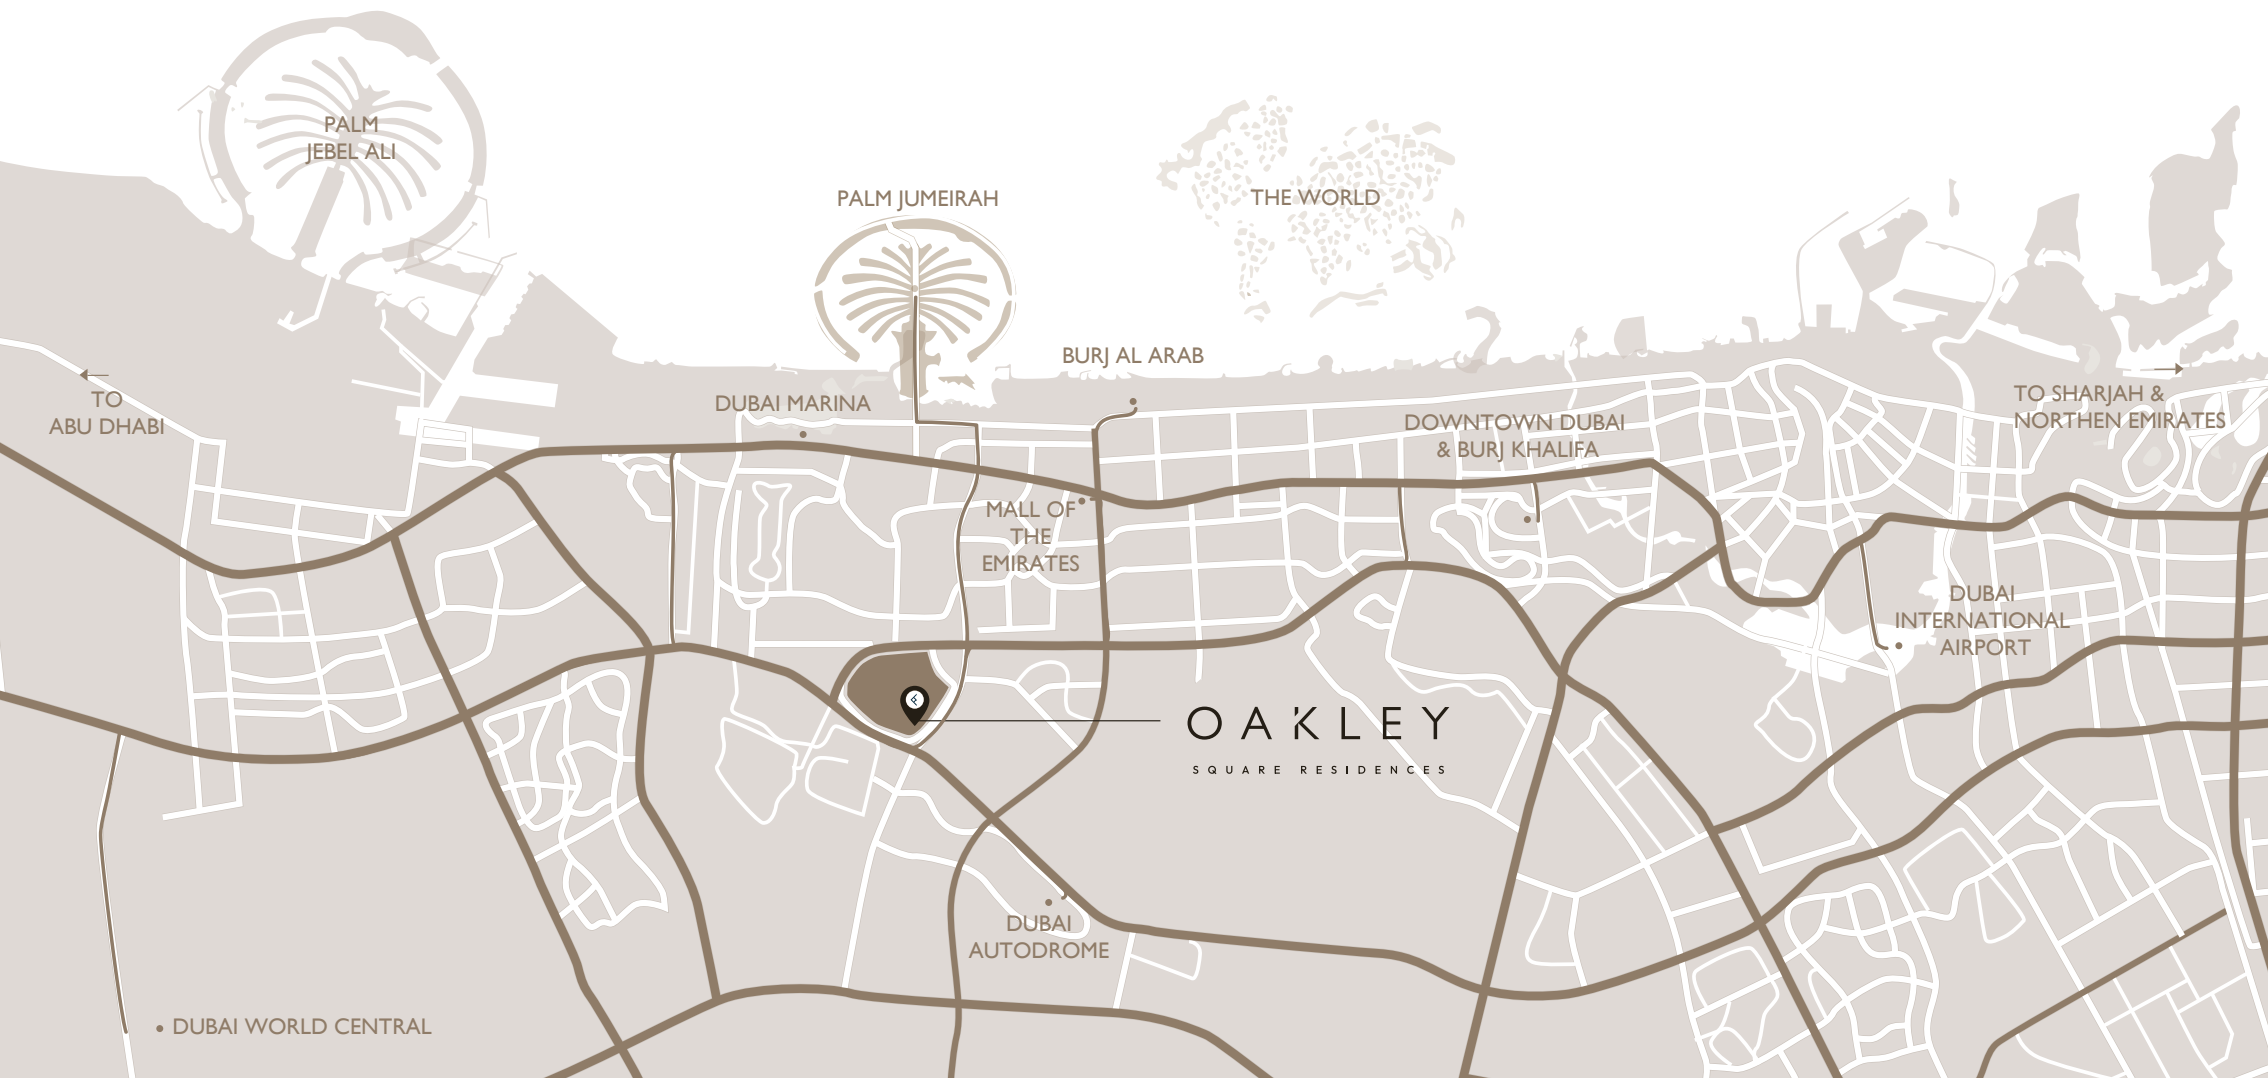 PALM
JEBEL ALI
PALM JUMEIRAH
THE WORLD
BURJ AL ARAB
TO
ABU DHABI
DUBAI MARINA
DOWNTOWN DUBAI
& BURJ KHALIFA
TO SHARJAH &
NORTHEN EMIRATES
MALL OF
THE
EMIRATES
DUBAI
INTERNATIONAL
AIRPORT
OAKLEY
SQUARE RESIDENCES
DUBAI
AUTODROME
DUBAI WORLD CENTRAL